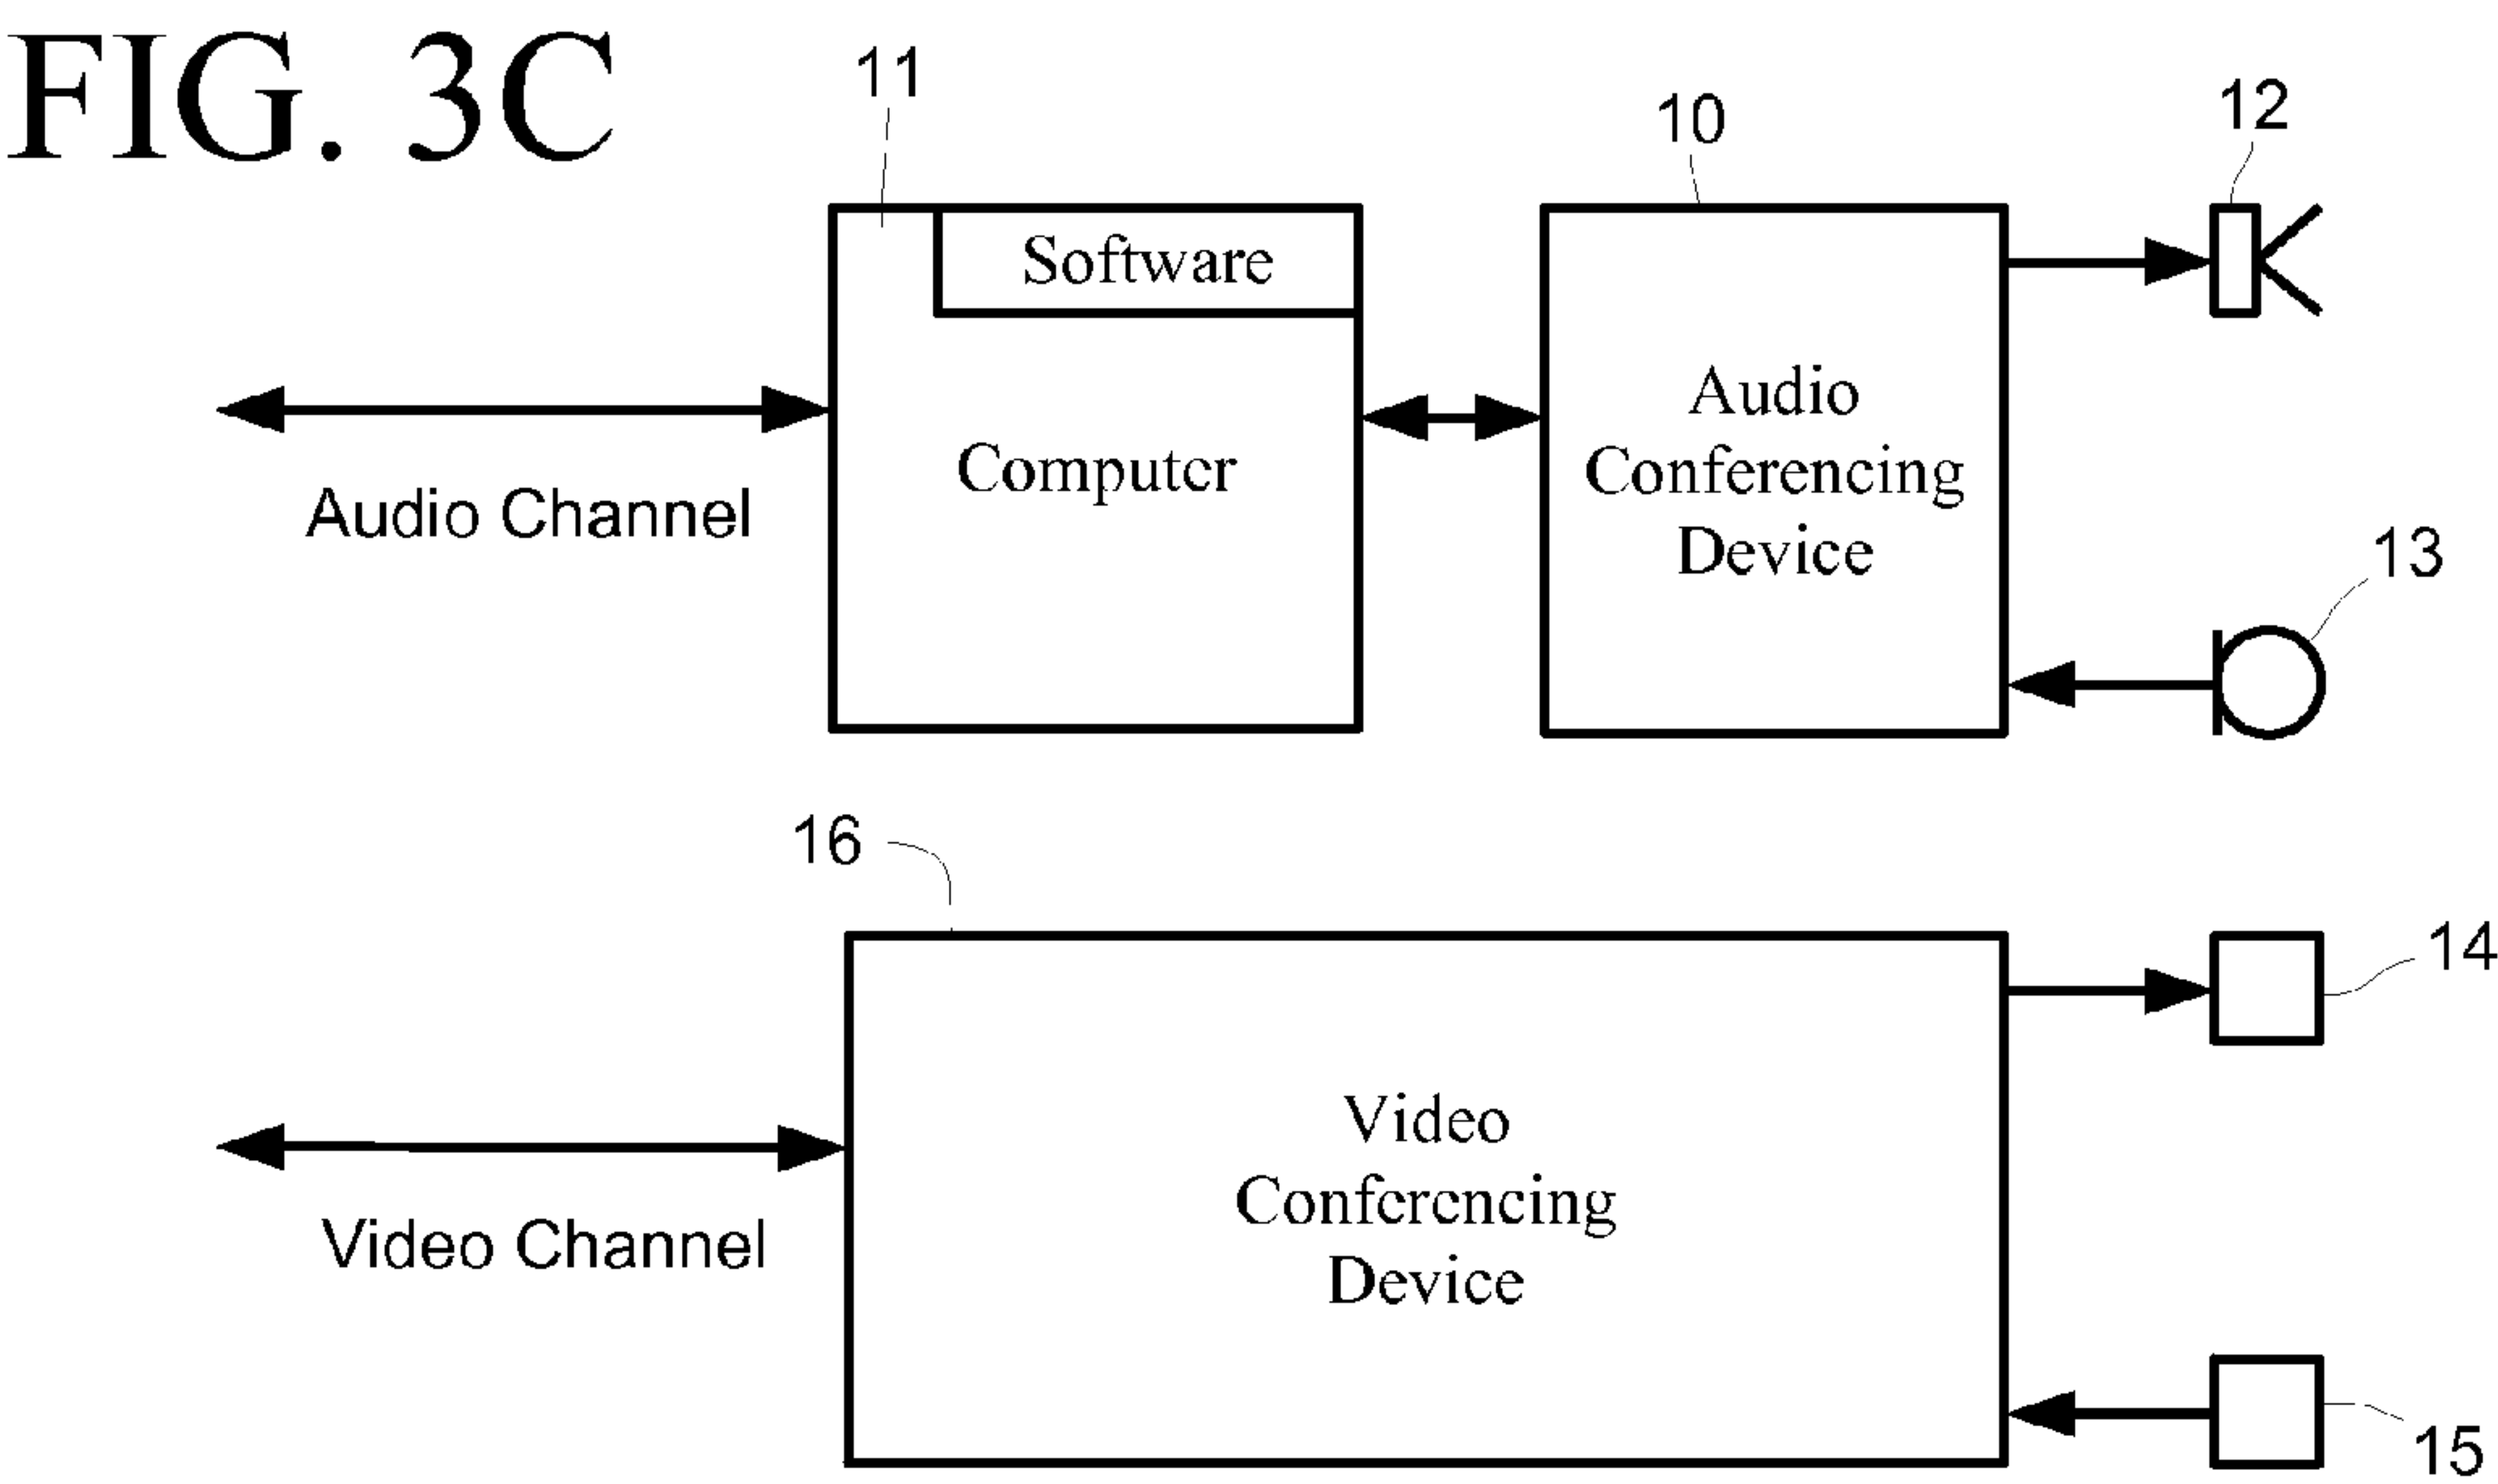 FIG. 3C
11
10
12
Software
Audio
Conferencing
Device
Computer
Audio Channel
13
16
14
Video
Conferencing
Device
Video Channel
15